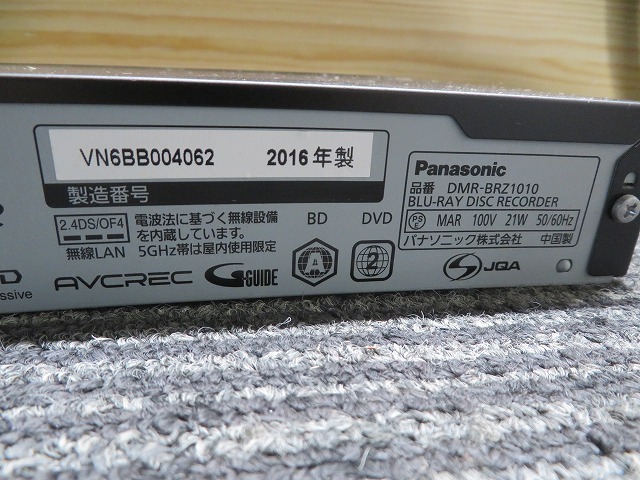 VN6BB004062 2016年製
製造番号
2.4DS/OF4
無線LAN
電波法に基づく無線設備
を内蔵しています。
5GHz帯は屋内使用限定
BD DVD
A 2
AVCREC G-GUIDE
JQA
Panasonic
品番 DMR-BRZ1010
BLU-RAY DISC RECORDER
PSE MAR 100V 21W 50/60Hz
パナソニック株式会社 中国製
D
essive